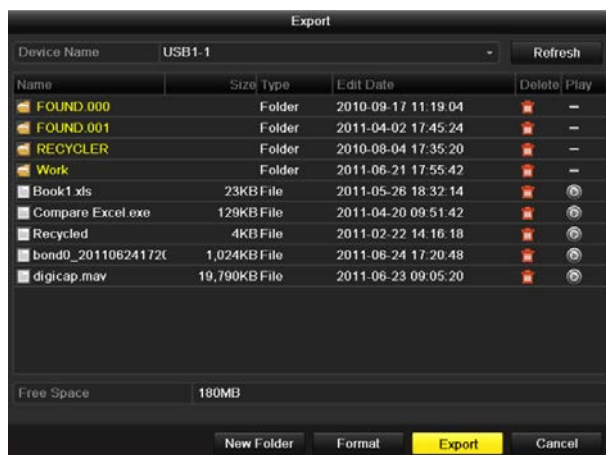 Export
Device Name USB1-1 Refresh
Name Size Type Edit Date Delete Play
FOUND.000 Folder 2010-09-17 11:19:04 –
FOUND.001 Folder 2011-04-02 17:45:24 –
RECYCLER Folder 2010-08-04 17:35:20 –
Work Folder 2011-06-21 17:55:42 –
Book1.xls 23KB File 2011-05-26 18:32:14
Compare Excel.exe 129KB File 2011-04-20 09:51:42
Recycled 4KB File 2011-02-22 14:16:18
bond0_201106241720 1,024KB File 2011-06-24 17:20:48
digicap.mav 19,790KB File 2011-06-23 09:05:20
Free Space 180MB
New Folder Format Export Cancel